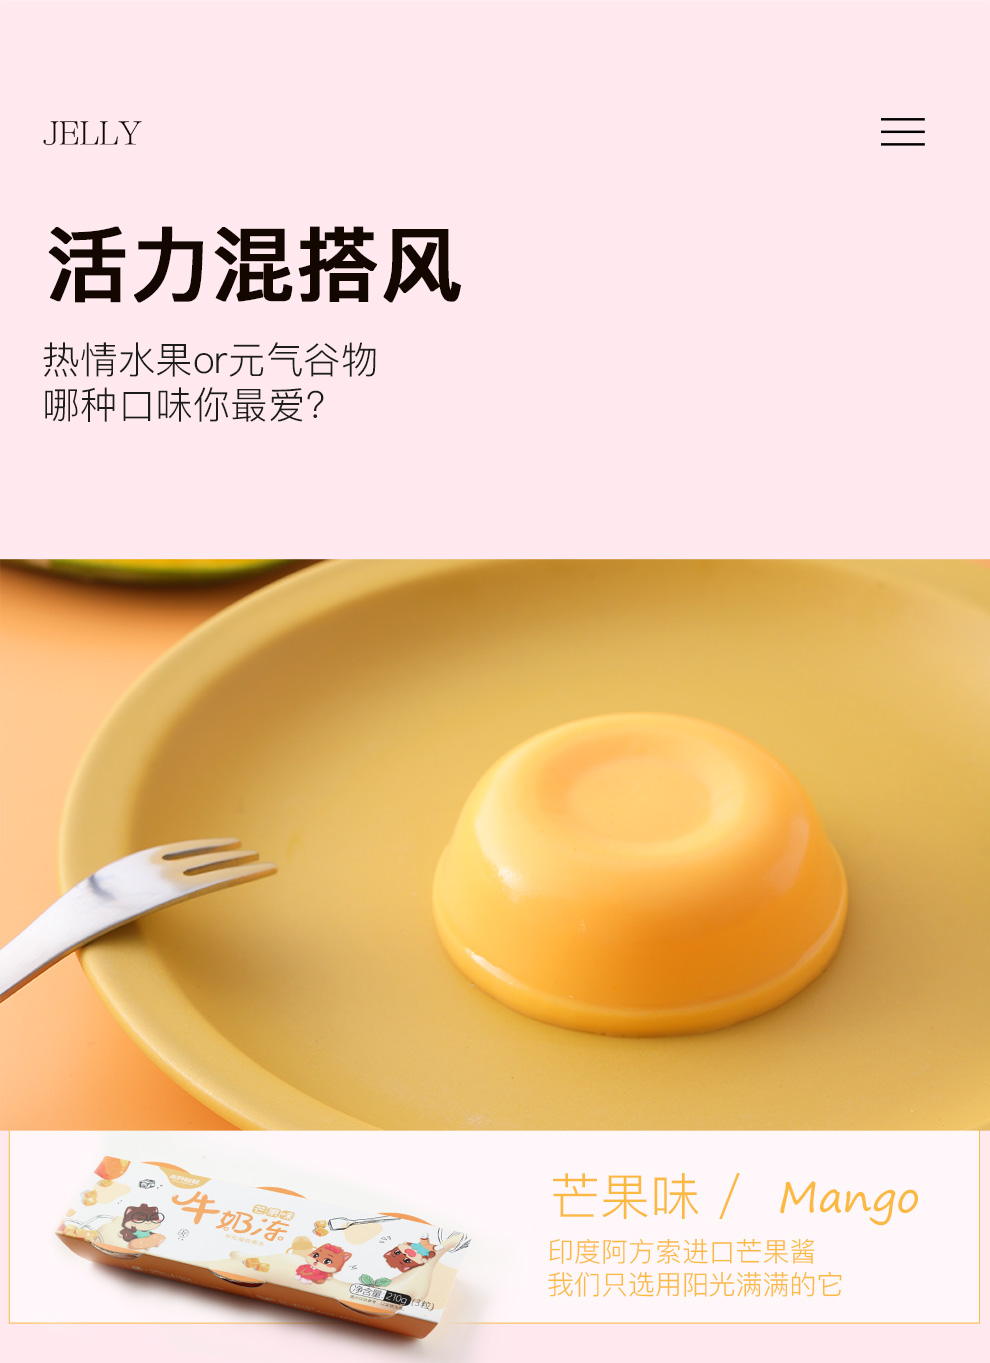 JELLY
活力混搭风
热情水果or元气谷物
哪种口味你最爱?
芒果味 / Mango
印度阿方索进口芒果酱
我们只选用阳光满满的它
芒果味
牛奶冻
净含量 210g (3粒)